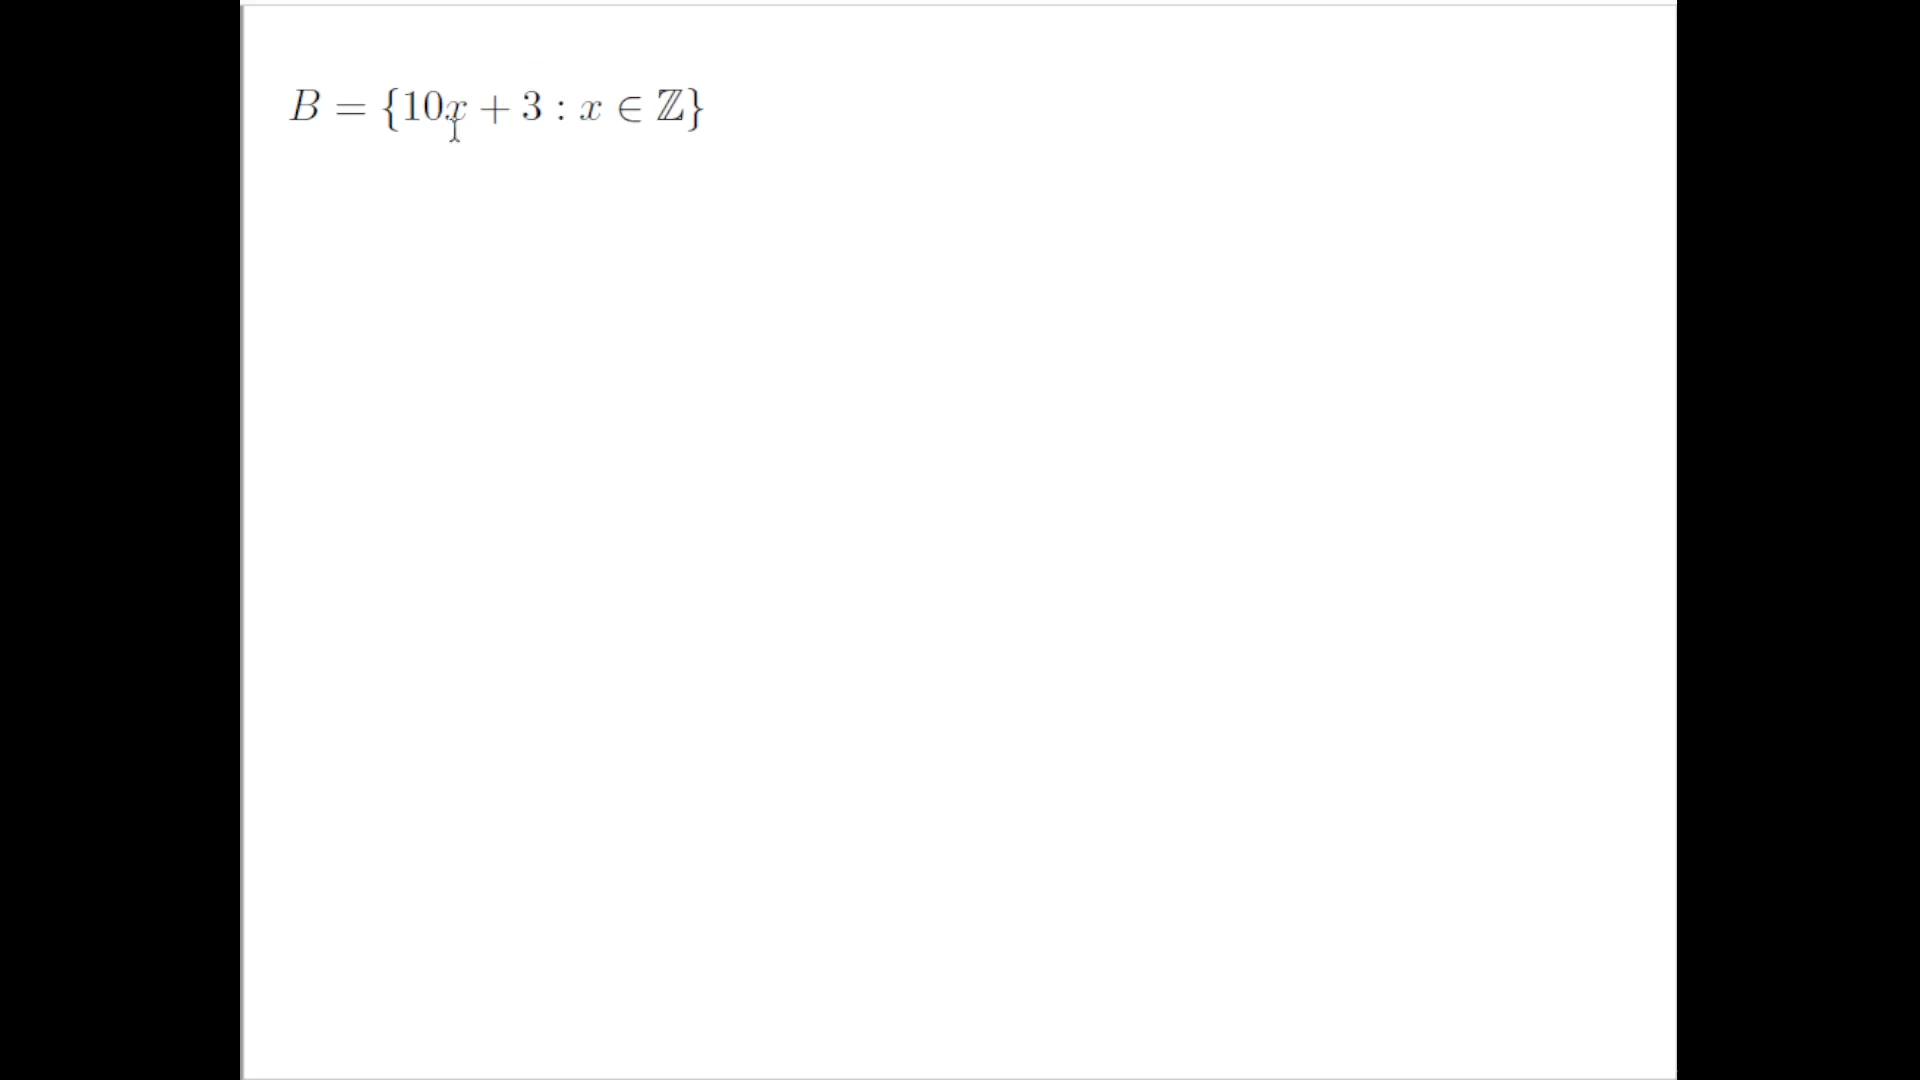 B = {10x + 3 : x ∈ ℤ}